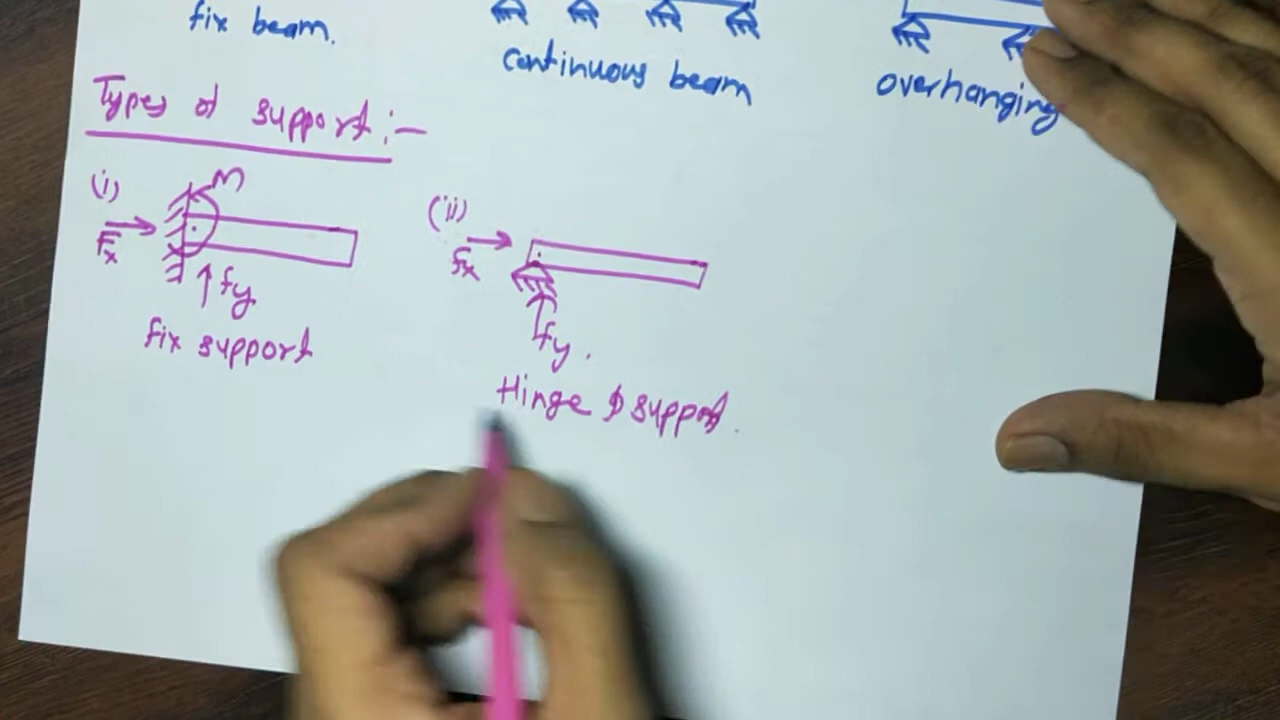 fix beam.
continuous beam
overhanging
Types of support :-
(i)
M
Fx
fy
fix support
(ii)
fx
fy.
Hinge support.